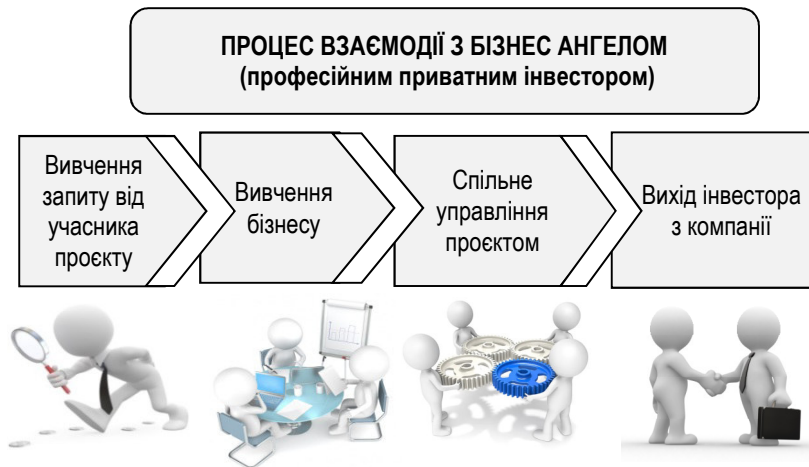 ПРОЦЕС ВЗАЄМОДІЇ З БІЗНЕС АНГЕЛОМ
(професійним приватним інвестором)
Вивчення
запиту від
учасника
проєкту
Вивчення
бізнесу
Спільне
управління
проєктом
Вихід інвестора
з компанії